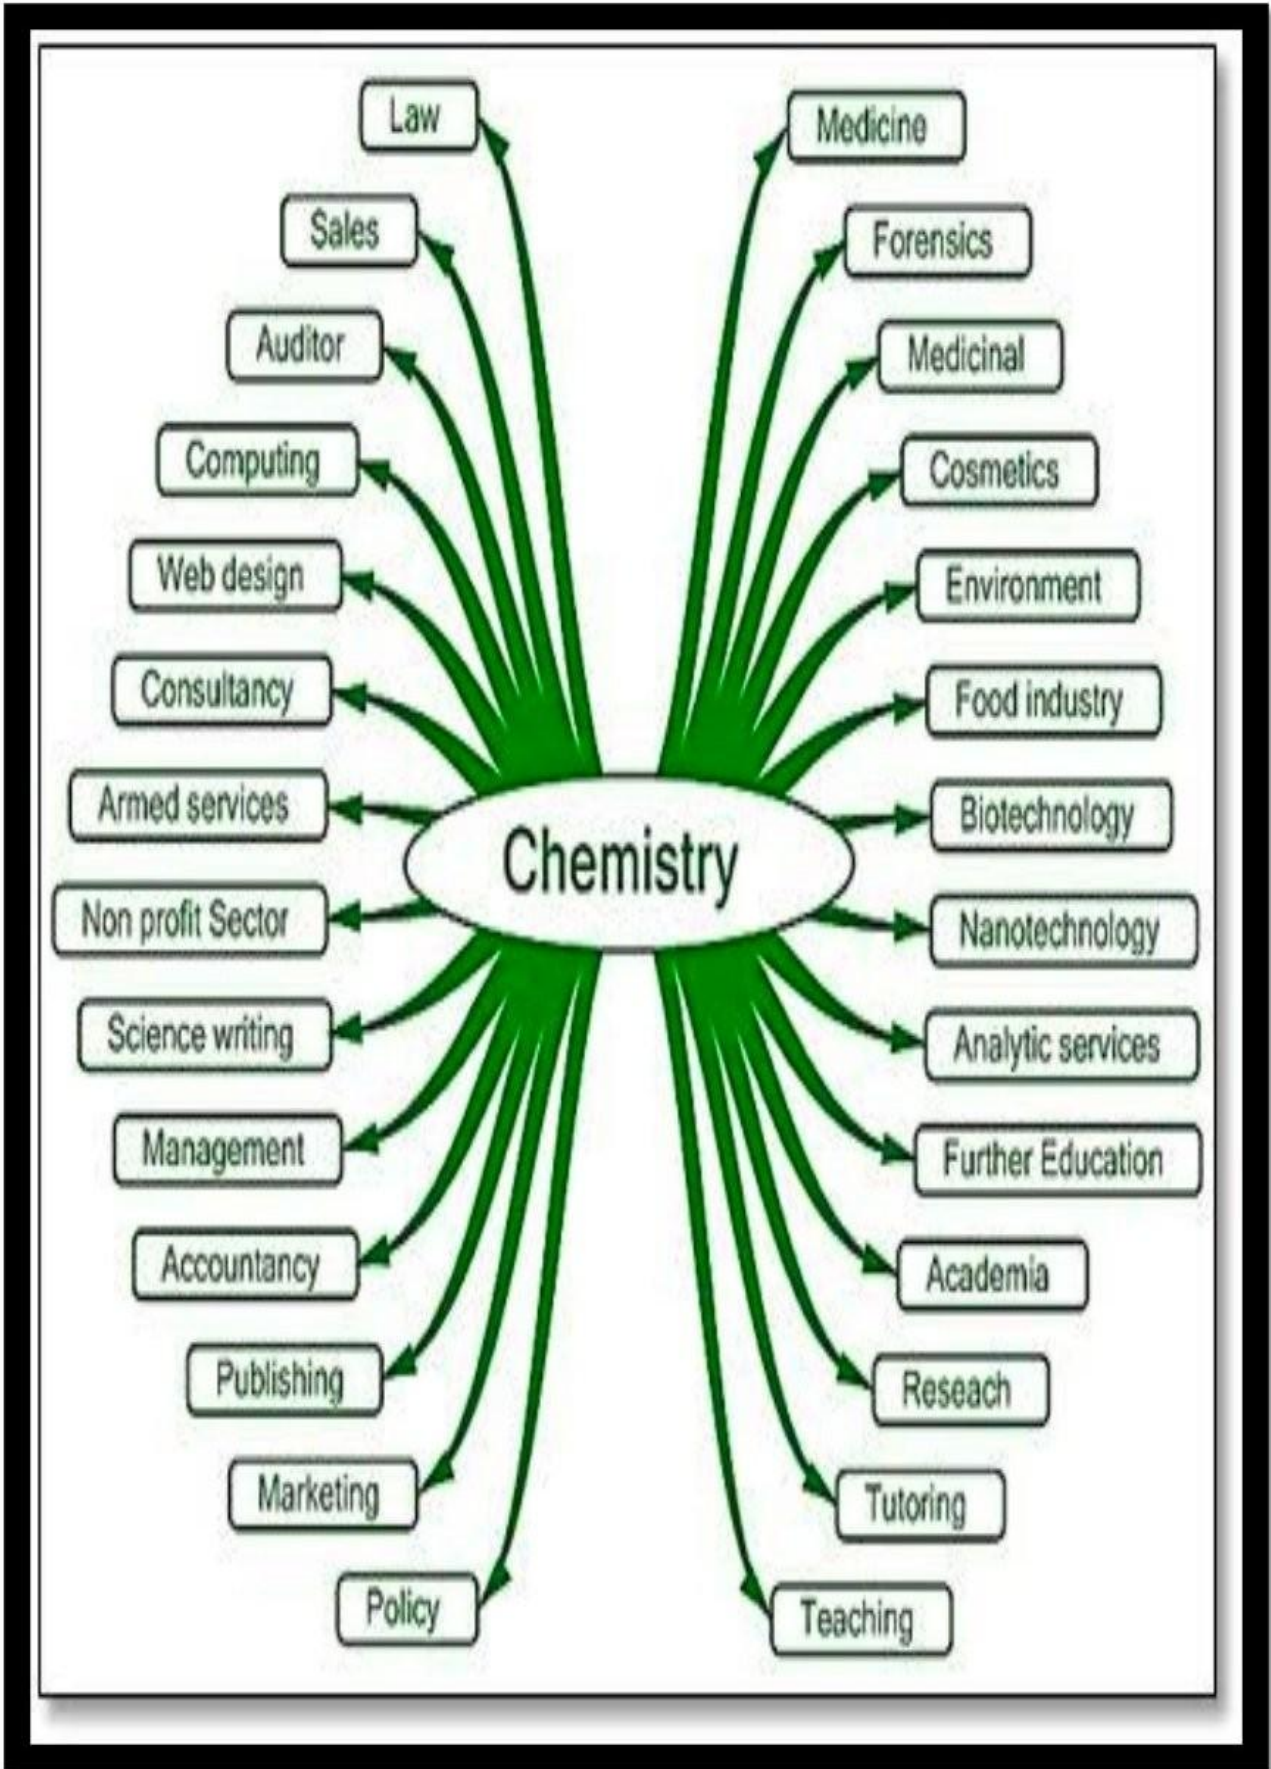 Law
Sales
Auditor
Computing
Web design
Consultancy
Armed services
Non profit Sector
Science writing
Management
Accountancy
Publishing
Marketing
Policy
Chemistry
Medicine
Forensics
Medicinal
Cosmetics
Environment
Food industry
Biotechnology
Nanotechnology
Analytic services
Further Education
Academia
Reseach
Tutoring
Teaching